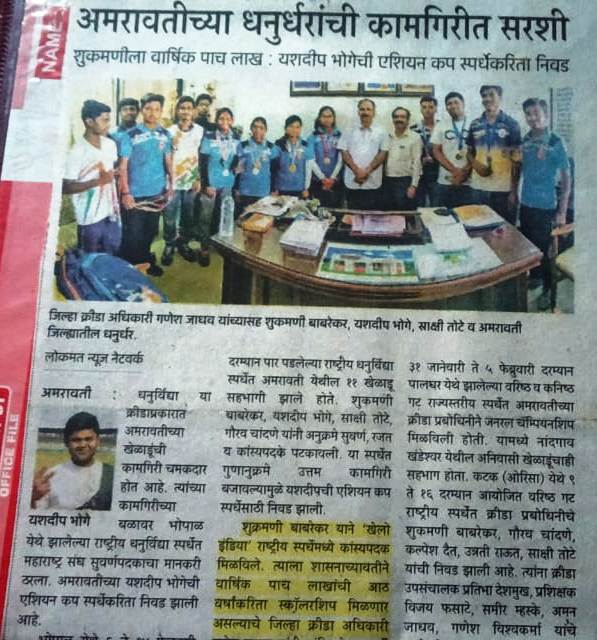 NAME
अमरावतीच्या धनुर्धरांची कामगिरीत सरशी
शुकमणीला वार्षिक पाच लाख : यशदीप भोगेची एशियन कप स्पर्धेकरिता निवड
जिल्हा क्रीडा अधिकारी गणेश जाधव यांच्यासह शुकमणी बाबरेकर, यशदीप भोगे, साक्षी तोटे व अमरावती
जिल्ह्यातील धनुर्धर.
लोकमत न्यूज नेटवर्क
अमरावती : धनुर्विद्या या
क्रीडाप्रकारात
अमरावतीच्या
खेळाडूंची
कामगिरी चमकदार
होत आहे. त्यांच्या
कामगिरीच्या
यशदीप भोगे
बळावर भोपाळ
येथे झालेल्या राष्ट्रीय धनुर्विद्या स्पर्धेत
महाराष्ट्र संघ सुवर्णपदकाचा मानकरी
ठरला. अमरावतीच्या यशदीप भोगेची
एशियन कप स्पर्धेकरिता निवड झाली
आहे.
दरम्यान पार पडलेल्या राष्ट्रीय धनुर्विद्या
स्पर्धेत अमरावती येथील ११ खेळाडू
सहभागी झाले होते. शुकमणी
बाबरेकर, यशदीप भोगे, साक्षी तोटे,
गौरव चांदणे यांनी अनुक्रमे सुवर्ण, रजत
व कांस्यपदके पटकावली. या स्पर्धेत
गुणानुक्रमे उत्तम कामगिरी
बजावल्यामुळे यशदीपची एशियन कप
स्पर्धेसाठी निवड झाली.
शुक्रमणी बाबरेकर याने 'खेलो
इंडिया' राष्ट्रीय स्पर्धेमध्ये कांस्यपदक
मिळविले. त्याला शासनाच्यावतीने
वार्षिक पाच लाखांची आठ
वर्षांकरिता स्कॉलरशिप मिळणार
असल्याचे जिल्हा क्रीडा अधिकारी
३१ जानेवारी ते ५ फेब्रुवारी दरम्यान
पालघर येथे झालेल्या वरिष्ठ व कनिष्ठ
गट राज्यस्तरीय स्पर्धेत अमरावतीच्या
क्रीडा प्रबोधिनीने जनरल चॅम्पियनशिप
मिळविली होती. यामध्ये नांदगाव
खंडेश्वर येथील अनिवासी खेळाडूंचाही
सहभाग होता. कटक (ओरिसा) येथे ९
ते १६ दरम्यान आयोजित वरिष्ठ गट
राष्ट्रीय स्पर्धेत क्रीडा प्रबोधिनीचे
शुकमणी बाबरेकर, गौरव चांदणे,
कल्पेश दैत, उन्नती राऊत, साक्षी तोटे
यांची निवड झाली आहे. त्यांना क्रीडा
उपसंचालक प्रतिभा देशमुख, प्रशिक्षक
विजय फसाटे, समीर म्हस्के, अमन
जाधव, गणेश विश्वकर्मा यांचे
OFFICE FILE